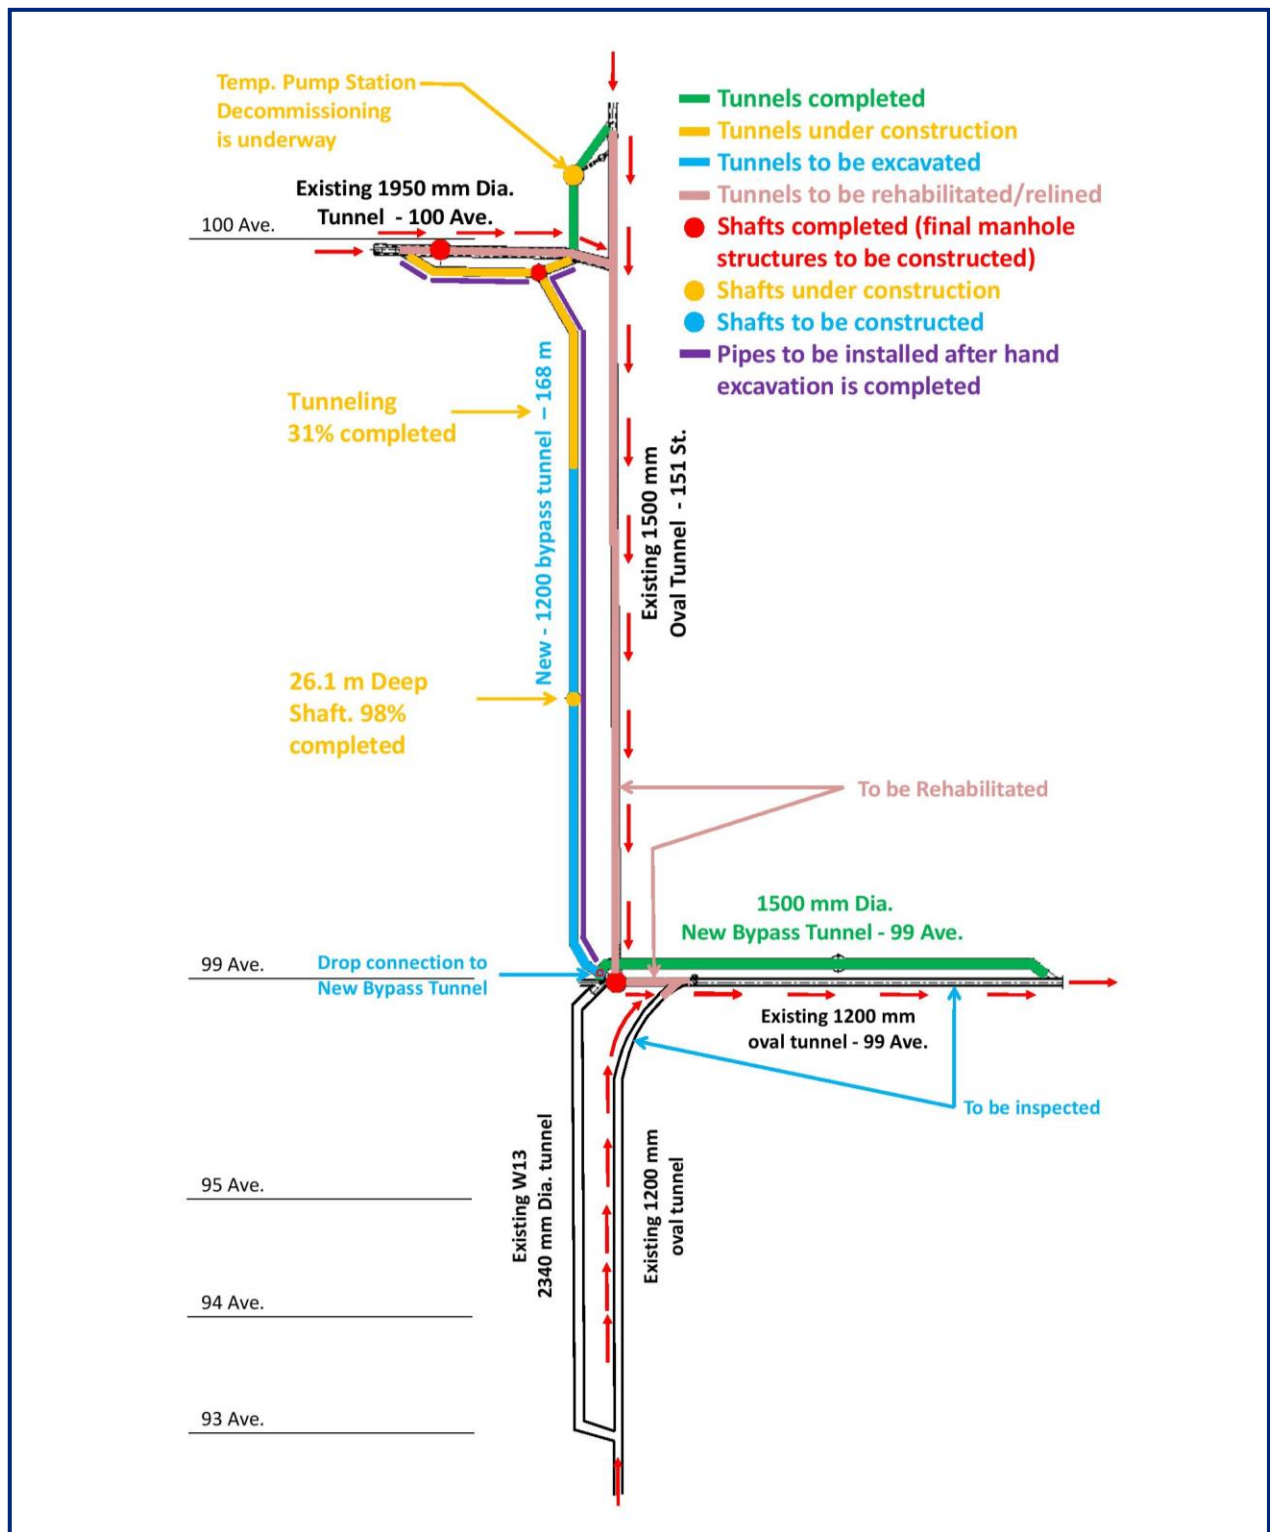 Temp. Pump Station
Decommissioning
is underway
Tunnels completed
Tunnels under construction
Tunnels to be excavated
Tunnels to be rehabilitated/relined
Shafts completed (final manhole
structures to be constructed)
Shafts under construction
Shafts to be constructed
Pipes to be installed after hand
excavation is completed
Existing 1950 mm Dia.
Tunnel - 100 Ave.
100 Ave.
Tunneling
31% completed
New - 1200 bypass tunnel – 168 m
Existing 1500 mm
Oval Tunnel - 151 St.
26.1 m Deep
Shaft. 98%
completed
To be Rehabilitated
1500 mm Dia.
New Bypass Tunnel - 99 Ave.
99 Ave.
Drop connection to
New Bypass Tunnel
Existing 1200 mm
oval tunnel - 99 Ave.
To be inspected
Existing W13
2340 mm Dia. tunnel
Existing 1200 mm
oval tunnel
95 Ave.
94 Ave.
93 Ave.